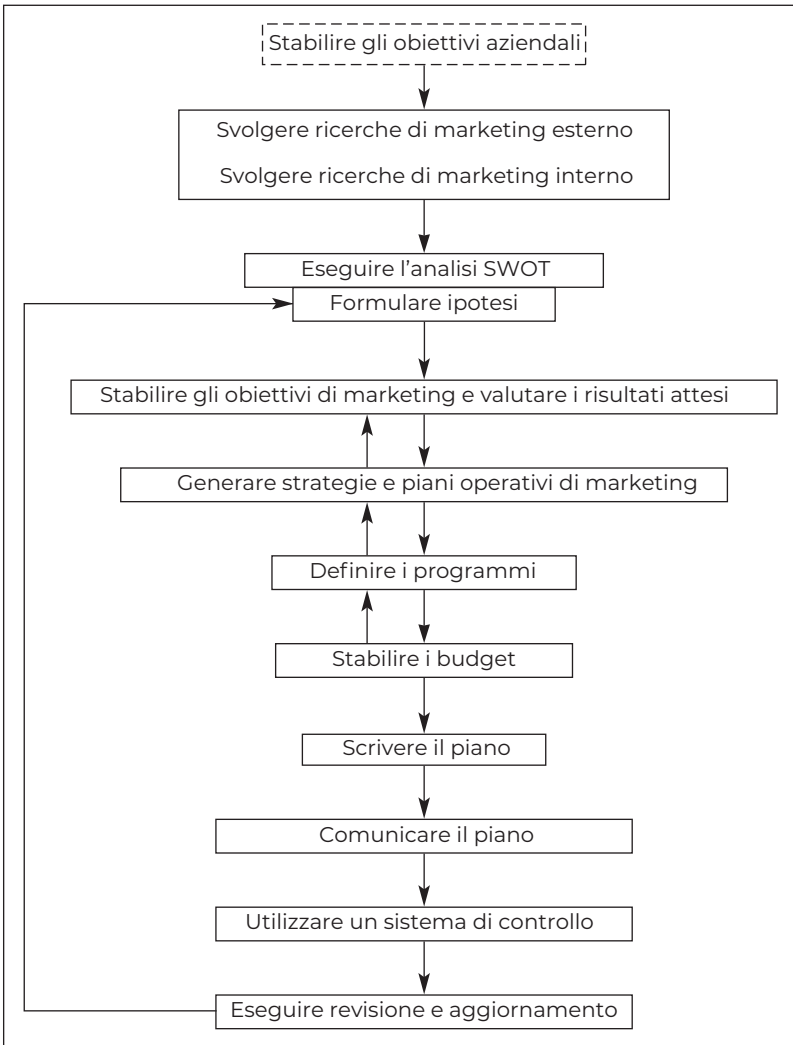 Stabilire gli obiettivi aziendali
Svolgere ricerche di marketing esterno
Svolgere ricerche di marketing interno
Eseguire l’analisi SWOT
Formulare ipotesi
Stabilire gli obiettivi di marketing e valutare i risultati attesi
Generare strategie e piani operativi di marketing
Definire i programmi
Stabilire i budget
Scrivere il piano
Comunicare il piano
Utilizzare un sistema di controllo
Eseguire revisione e aggiornamento